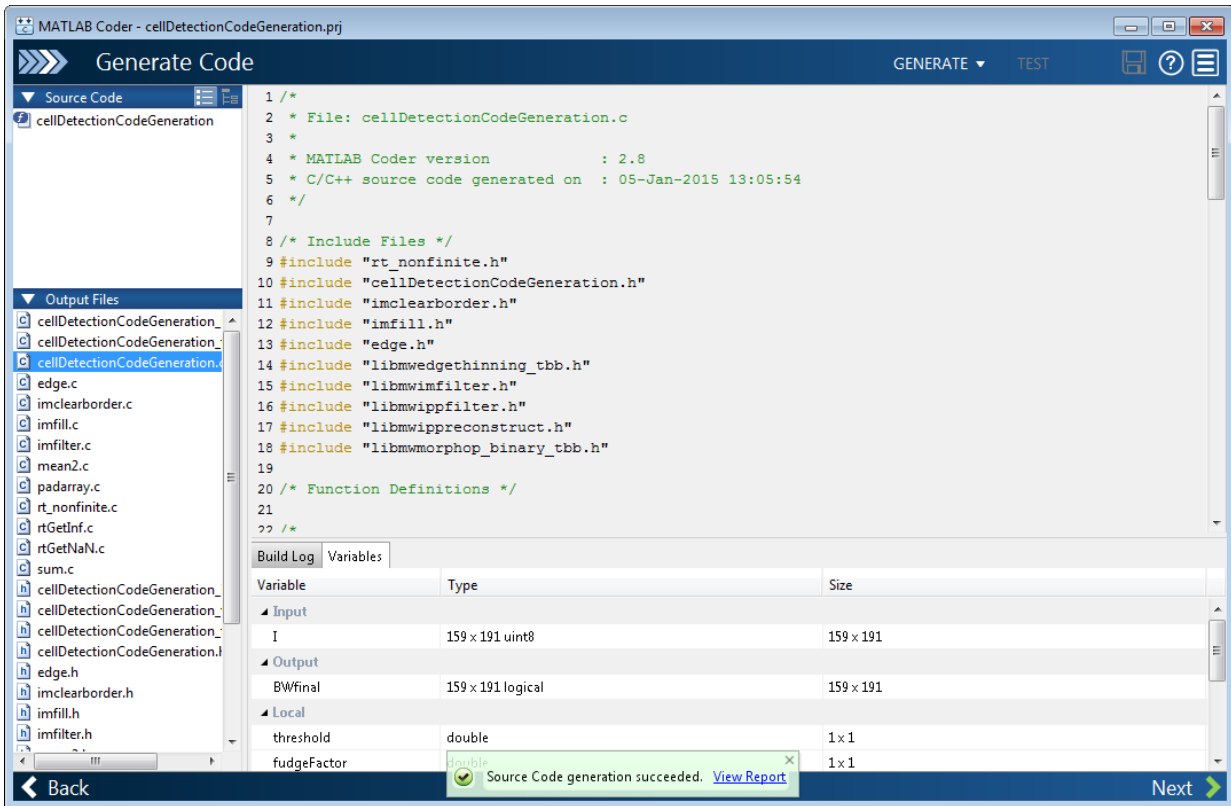 MATLAB Coder - cellDetectionCodeGeneration.prj
Generate Code
GENERATE
TEST
Source Code
cellDetectionCodeGeneration
Output Files
cellDetectionCodeGeneration_
cellDetectionCodeGeneration_
cellDetectionCodeGeneration.
edge.c
imclearborder.c
imfill.c
imfilter.c
mean2.c
padarray.c
rt_nonfinite.c
rtGetInf.c
rtGetNaN.c
sum.c
cellDetectionCodeGeneration_
cellDetectionCodeGeneration_
cellDetectionCodeGeneration_
cellDetectionCodeGeneration.h
edge.h
imclearborder.h
imfill.h
imfilter.h
1 /*
2 * File: cellDetectionCodeGeneration.c
3 *
4 * MATLAB Coder version : 2.8
5 * C/C++ source code generated on : 05-Jan-2015 13:05:54
6 */
7
8 /* Include Files */
9 #include "rt_nonfinite.h"
10 #include "cellDetectionCodeGeneration.h"
11 #include "imclearborder.h"
12 #include "imfill.h"
13 #include "edge.h"
14 #include "libmwedgethinning_tbb.h"
15 #include "libmwimfilter.h"
16 #include "libmwippfilter.h"
17 #include "libmwippreconstruct.h"
18 #include "libmwmorphop_binary_tbb.h"
19
20 /* Function Definitions */
21
22 /*
Build Log Variables
Variable Type Size
Input
I 159 x 191 uint8 159 x 191
Output
BWfinal 159 x 191 logical 159 x 191
Local
threshold double 1 x 1
fudgeFactor double 1 x 1
Source Code generation succeeded. View Report
Back
Next